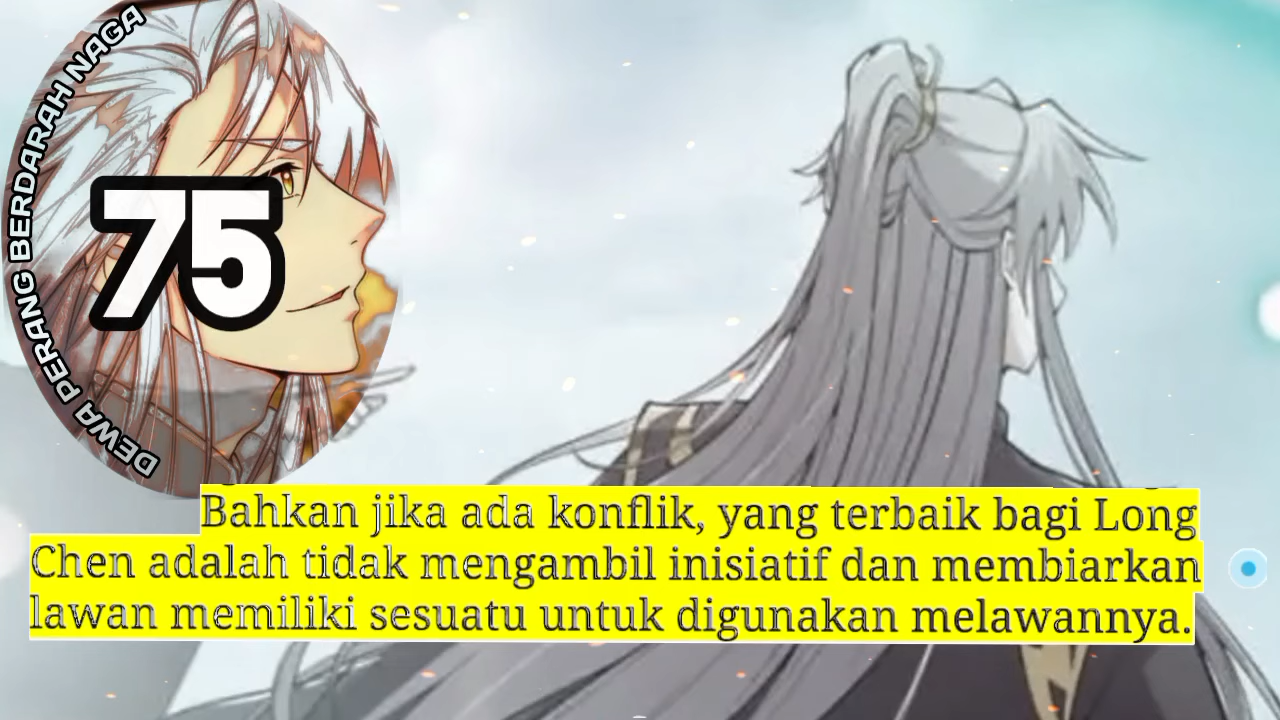 DEWA PERANG BERDARAH NAGA
75
Bahkan jika ada konflik, yang terbaik bagi Long
Chen adalah tidak mengambil inisiatif dan membiarkan
lawan memiliki sesuatu untuk digunakan melawannya.